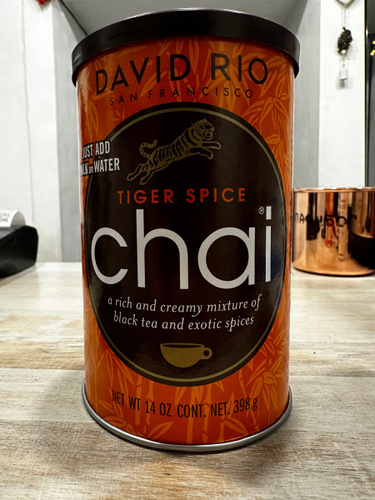 DAVID RIO
SAN FRANCISCO
JUST ADD
MILK OR WATER
TIGER SPICE
chai®
a rich and creamy mixture of
black tea and exotic spices
NET WT 14 OZ CONT. NET. 398g